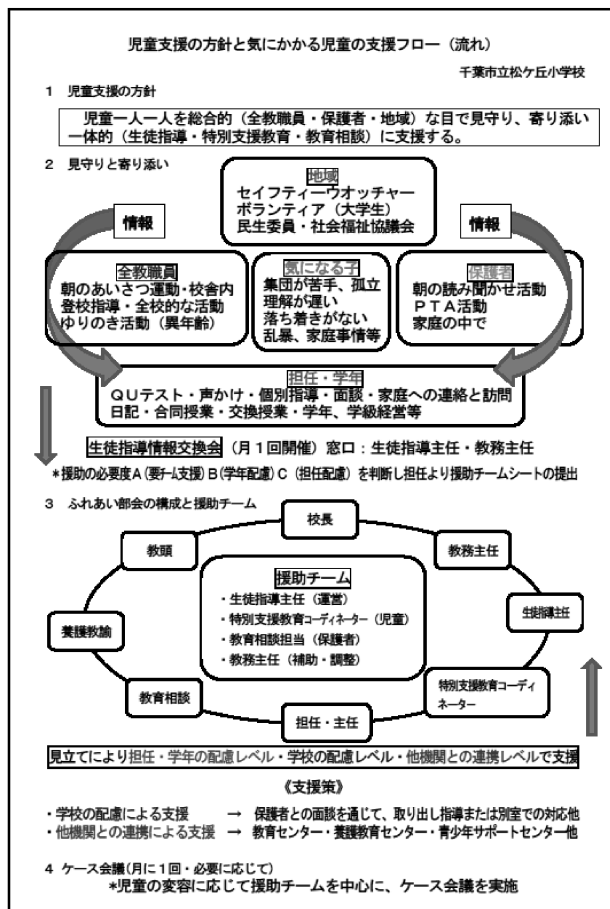 児童支援の方針と気にかかる児童の支援フロー（流れ）
千葉市立松ケ丘小学校
１ 児童支援の方針
児童一人一人を総合的（全教職員・保護者・地域）な目で見守り、寄り添い
一体的（生徒指導・特別支援教育・教育相談）に支援する。
２ 見守りと寄り添い
地域
セイフティーウオッチャー
ボランティア（大学生）
民生委員・社会福祉協議会
情報
情報
全教職員
朝のあいさつ運動・校舎内
登校指導・全校的な活動
ゆりのき活動（異年齢）
気になる子
集団が苦手、孤立
理解が遅い
落ち着きがない
乱暴、家庭事情等
保護者
朝の読み聞かせ活動
ＰＴＡ活動
家庭の中で
担任・学年
ＱＵテスト・声かけ・個別指導・面談・家庭への連絡と訪問
日記・合同授業・交換授業・学年、学級経営等
生徒指導情報交換会（月１回開催）窓口：生徒指導主任・教務主任
*援助の必要度Ａ(要ﾁｰﾑ支援)Ｂ(学年配慮)Ｃ（担任配慮）を判断し担任より援助チームシートの提出
３ ふれあい部会の構成と援助チーム
校長
教頭
教務主任
養護教諭
生徒指導主任
教育相談
特別支援教育コーディ
ネーター
担任・主任
援助チーム
・生徒指導主任（運営）
・特別支援教育コーディネーター（児童）
・教育相談担当（保護者）
・教務主任（補助・調整）
見立てにより担任・学年の配慮レベル・学校の配慮レベル・他機関との連携レベルで支援
《支援策》
・学校の配慮による支援 → 保護者との面談を通じて、取り出し指導または別室での対応他
・他機関との連携による支援 → 教育センター・養護教育センター・青少年サポートセンター他
４ ケース会議(月に１回・必要に応じて)
*児童の変容に応じて援助チームを中心に、ケース会議を実施